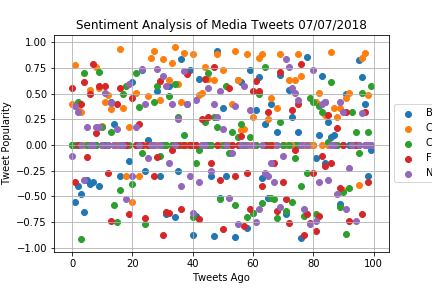 Sentiment Analysis of Media Tweets 07/07/2018
Tweet Popularity
1.00
0.75
0.50
0.25
0.00
−0.25
−0.50
−0.75
−1.00
0 20 40 60 80 100
Tweets Ago
B
C
C
F
N